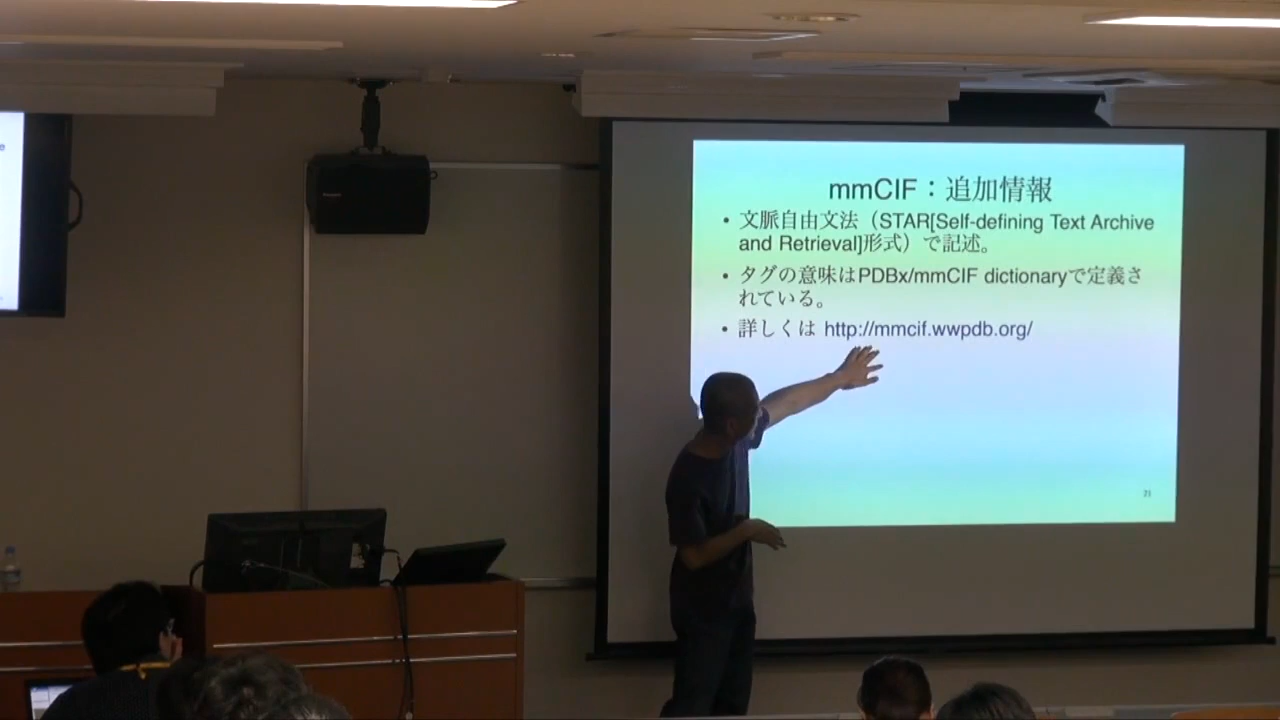 mmCIF：追加情報
• 文脈自由文法（STAR[Self-defining Text Archive
and Retrieval]形式）で記述。
• タグの意味はPDBx/mmCIF dictionaryで定義さ
れている。
• 詳しくは http://mmcif.wwpdb.org/